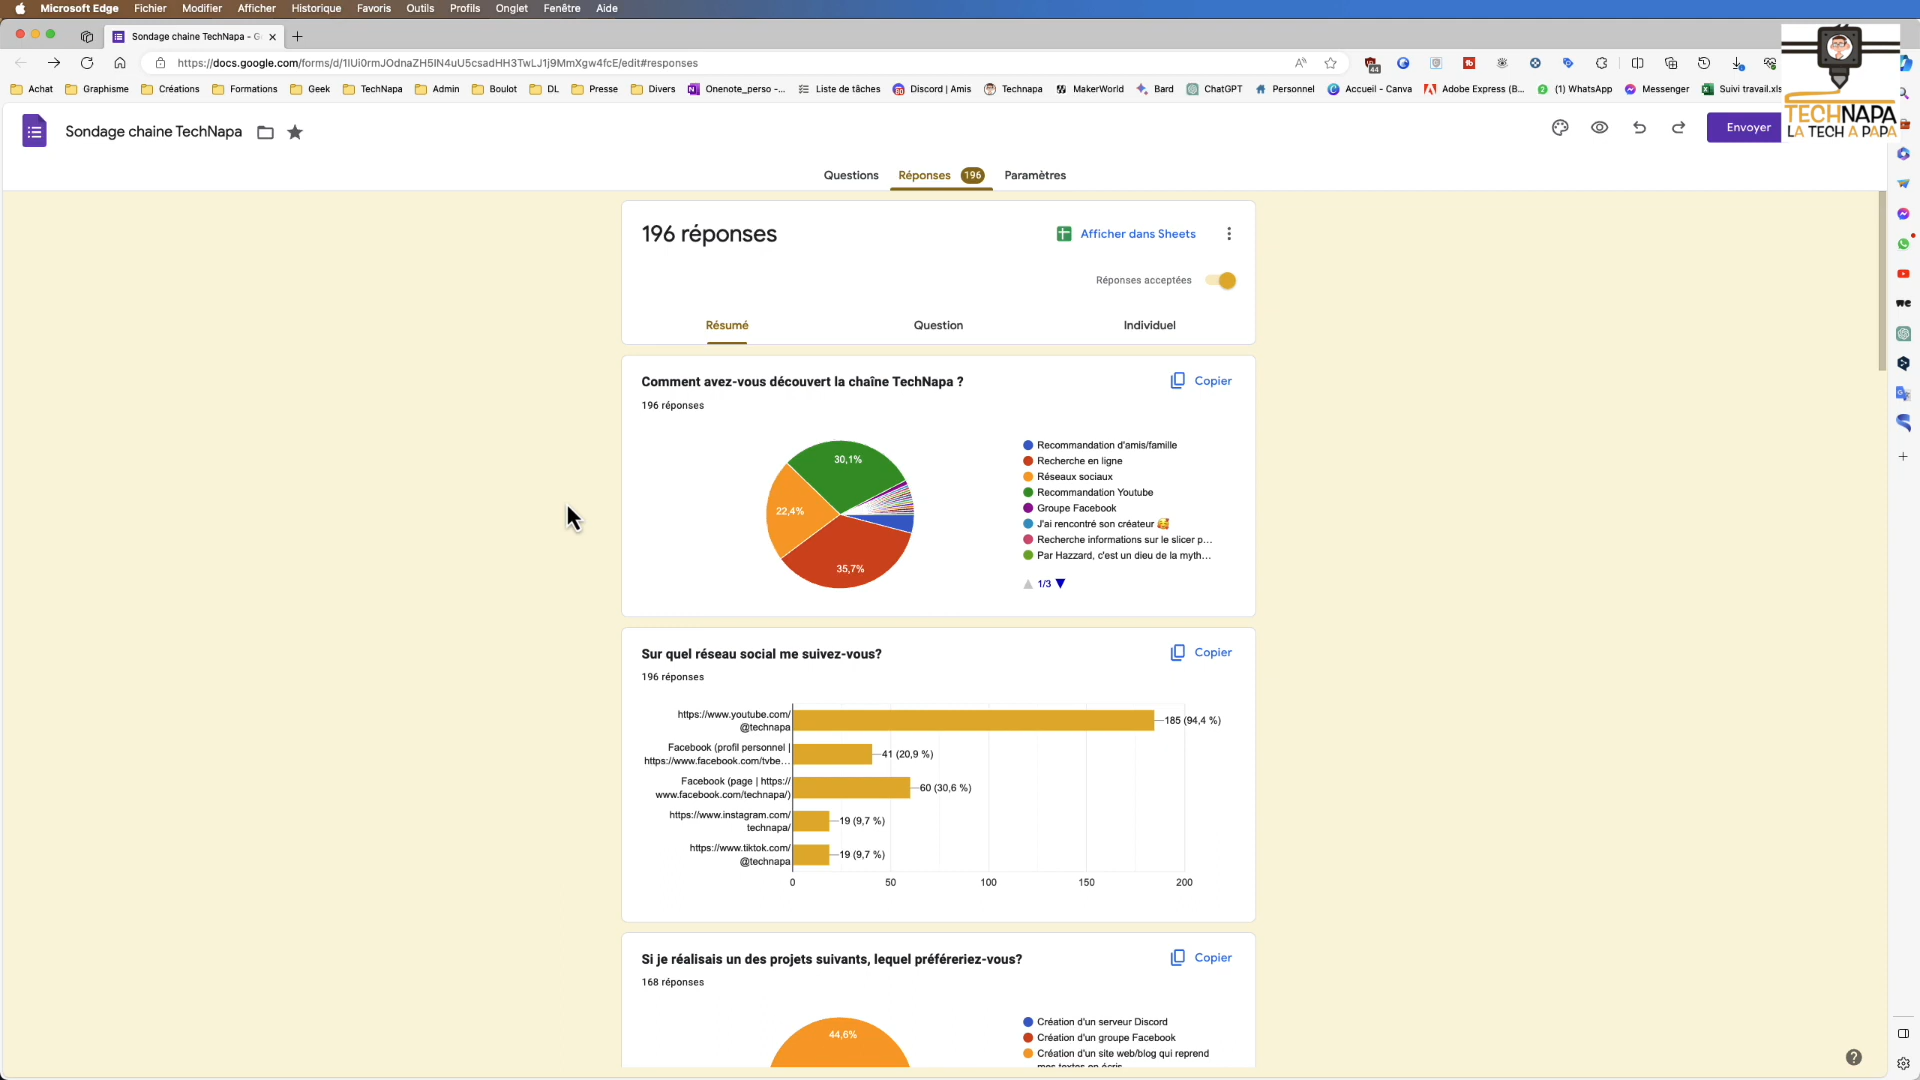 Microsoft Edge Fichier Modifier Afficher Historique Favoris Outils Profils Onglet Fenêtre Aide
Sondage chaine TechNapa - G
https://docs.google.com/forms/d/1IUi0rmJOdnaZH5IN4uU5csadHH3TwLJ1j9MmXgw4fcE/edit#responses
44
Achat Graphisme Créations Formations Geek TechNapa Admin Boulot DL Presse Divers Onenote_perso -... Liste de tâches Discord | Amis Technapa MakerWorld Bard ChatGPT Personnel Accueil - Canva Adobe Express (B... (1) WhatsApp Messenger Suivi travail.xls
TECHNAPA
LA TECH A PAPA
Sondage chaine TechNapa
Envoyer
Questions Réponses 196 Paramètres
196 réponses
Afficher dans Sheets
Réponses acceptées
Résumé Question Individuel
Comment avez-vous découvert la chaîne TechNapa ?
Copier
196 réponses
30,1%
22,4%
35,7%
Recommandation d'amis/famille
Recherche en ligne
Réseaux sociaux
Recommandation Youtube
Groupe Facebook
J'ai rencontré son créateur 🥰
Recherche informations sur le slicer p...
Par Hazzard, c'est un dieu de la myth...
1/3
Sur quel réseau social me suivez-vous?
Copier
196 réponses
https://www.youtube.com/
@technapa
185 (94,4 %)
Facebook (profil personnel |
https://www.facebook.com/tvbe...
41 (20,9 %)
Facebook (page | https://
www.facebook.com/technapa/)
60 (30,6 %)
https://www.instagram.com/
technapa/
19 (9,7 %)
https://www.tiktok.com/
@technapa
19 (9,7 %)
0 50 100 150 200
Si je réalisais un des projets suivants, lequel préféreriez-vous?
Copier
168 réponses
44,6%
Création d'un serveur Discord
Création d'un groupe Facebook
Création d'un site web/blog qui reprend
mes textes en écris